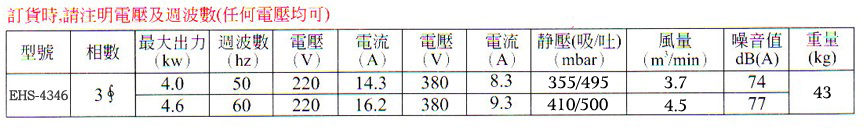 訂貨時,請注明電壓及週波數(任何電壓均可)
型號 相數 最大出力(kw) 週波數(hz) 電壓(V) 電流(A) 電壓(V) 電流(A) 静壓(吸/吐)(mbar) 風量(m³/min) 噪音值dB(A) 重量(kg)
EHS-4346 3∮ 4.0 50 220 14.3 380 8.3 355/495 3.7 74 43
4.6 60 220 16.2 380 9.3 410/500 4.5 77